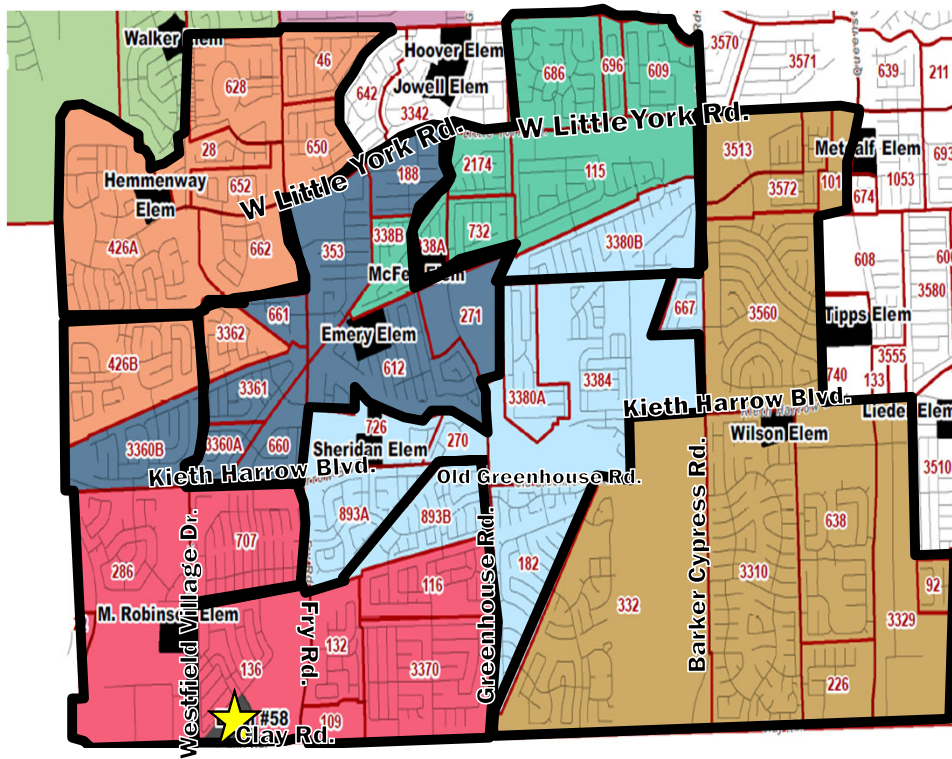 Walker Elem
46
Hoover Elem
3570
3571
628
686
696
609
639
211
Jowell Elem
642
3342
W Little York Rd.
W Little York Rd.
28
650
3513
Metcalf Elem
693
652
188
2174
115
3572
101
1053
674
Hemmenway
Elem
426A
662
353
338B
38A
732
3380B
608
600
McFee Elem
3580
661
271
667
3560
Tipps Elem
3362
Emery Elem
426B
612
3384
3555
740
133
3361
3380A
Kieth Harrow Blvd.
Lieder Elem
3360B
3360A
660
726
270
Wilson Elem
Sheridan Elem
Kieth Harrow Blvd.
Old Greenhouse Rd.
3510
893A
893B
638
707
286
182
3310
116
92
332
3329
M. Robinson Elem
132
136
3370
226
109
#58
Clay Rd.
Westfield Village Dr.
Fry Rd.
Greenhouse Rd.
Barker Cypress Rd.